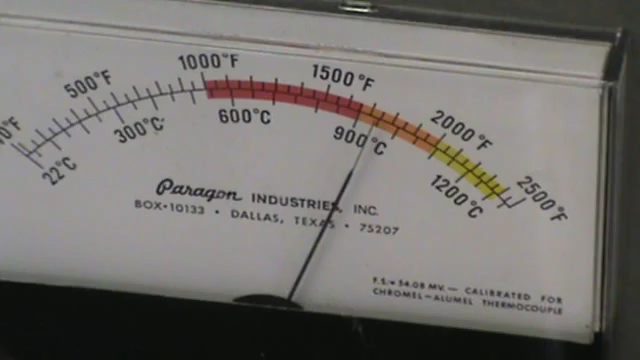 1000°F
1500°F
500°F
2000°F
2500°F
0°F
22°C
300°C
600°C
900°C
1200°C
Paragon INDUSTRIES, INC.
BOX·10133 · DALLAS, TEXAS · 75207
F.S.= 54.08 MV.— CALIBRATED FOR
CHROMEL—ALUMEL THERMOCOUPLE